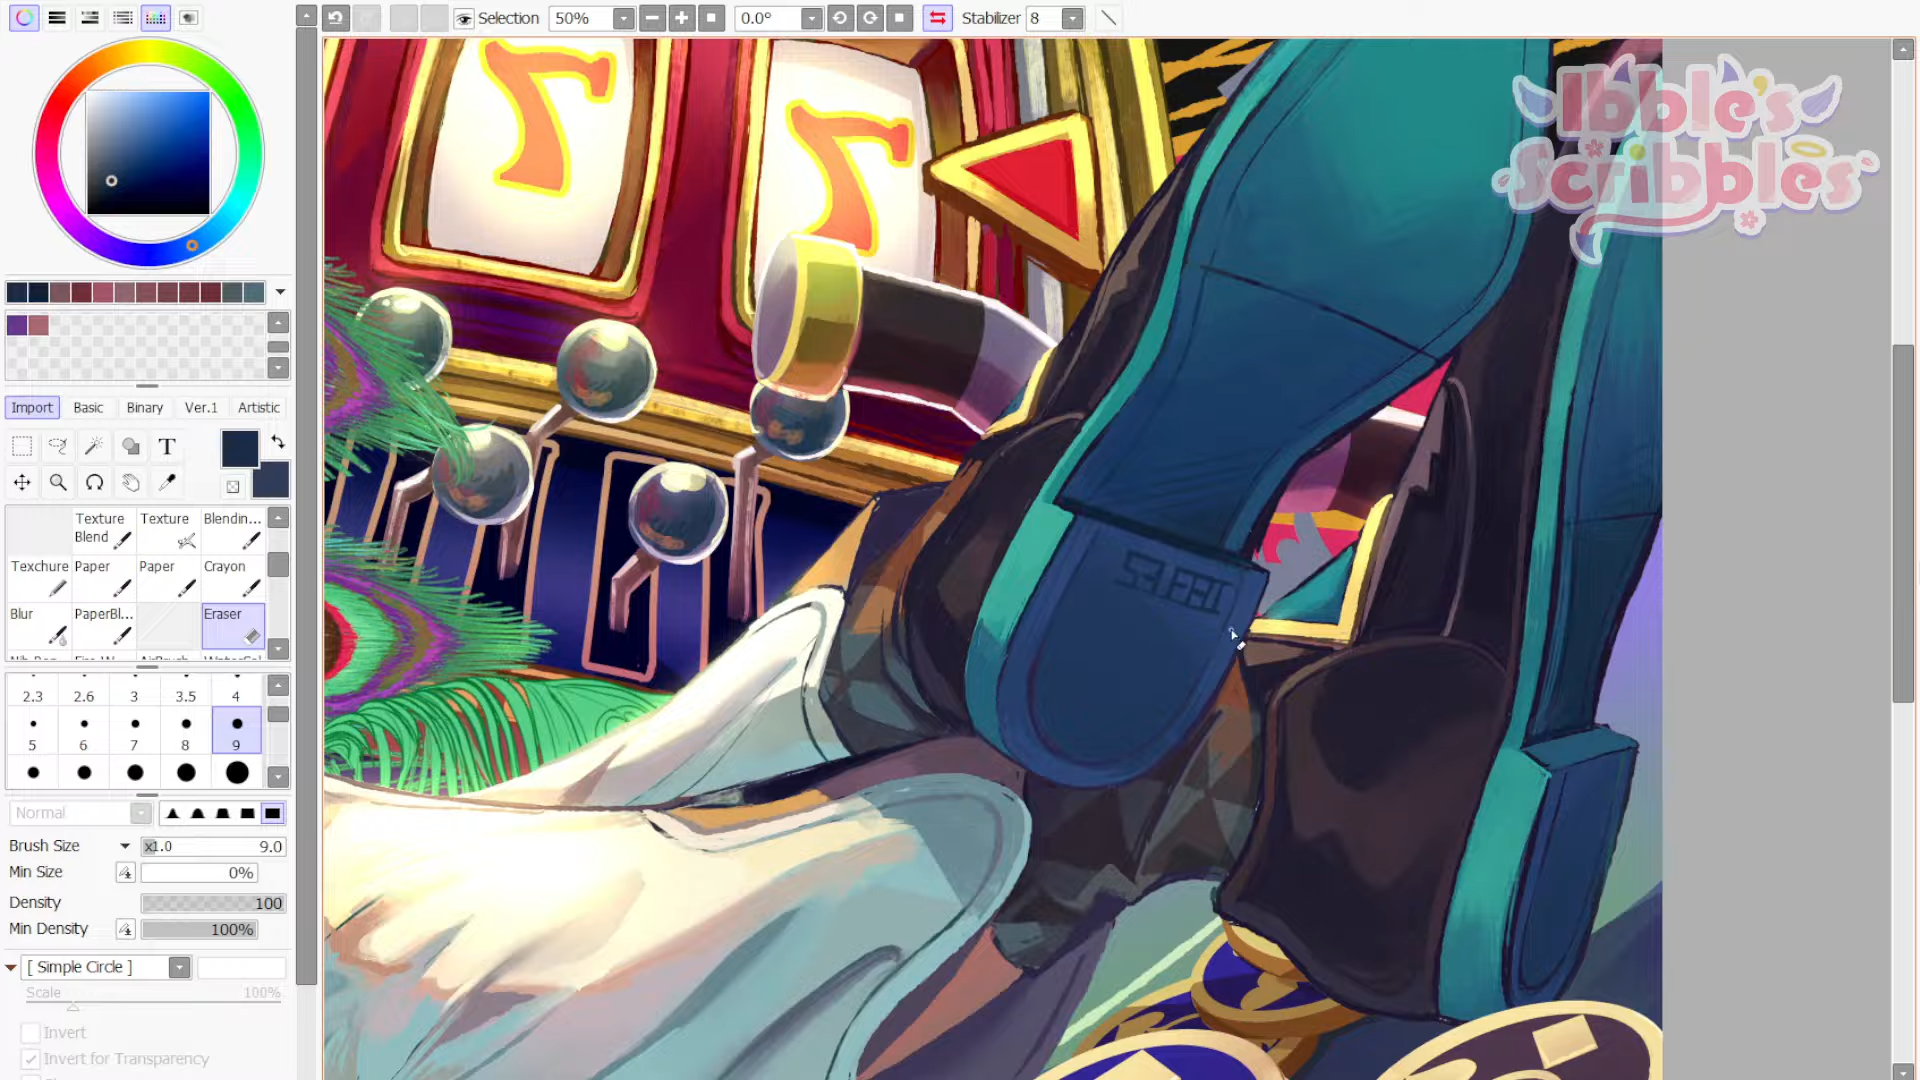 Selection
50%
0.0°
Stabilizer
8
Ibble's
Scribbles
7
7
Import
Basic
Binary
Ver.1
Artistic
T
Texture
Blend
Texture
Blendin...
Texchure
Paper
Paper
Crayon
Blur
PaperBl...
Eraser
2.3
2.6
3
3.5
4
5
6
7
8
9
Normal
Brush Size
x1.0
9.0
Min Size
0%
Density
100
Min Density
100%
[ Simple Circle ]
Scale
100%
Invert
Invert for Transparency